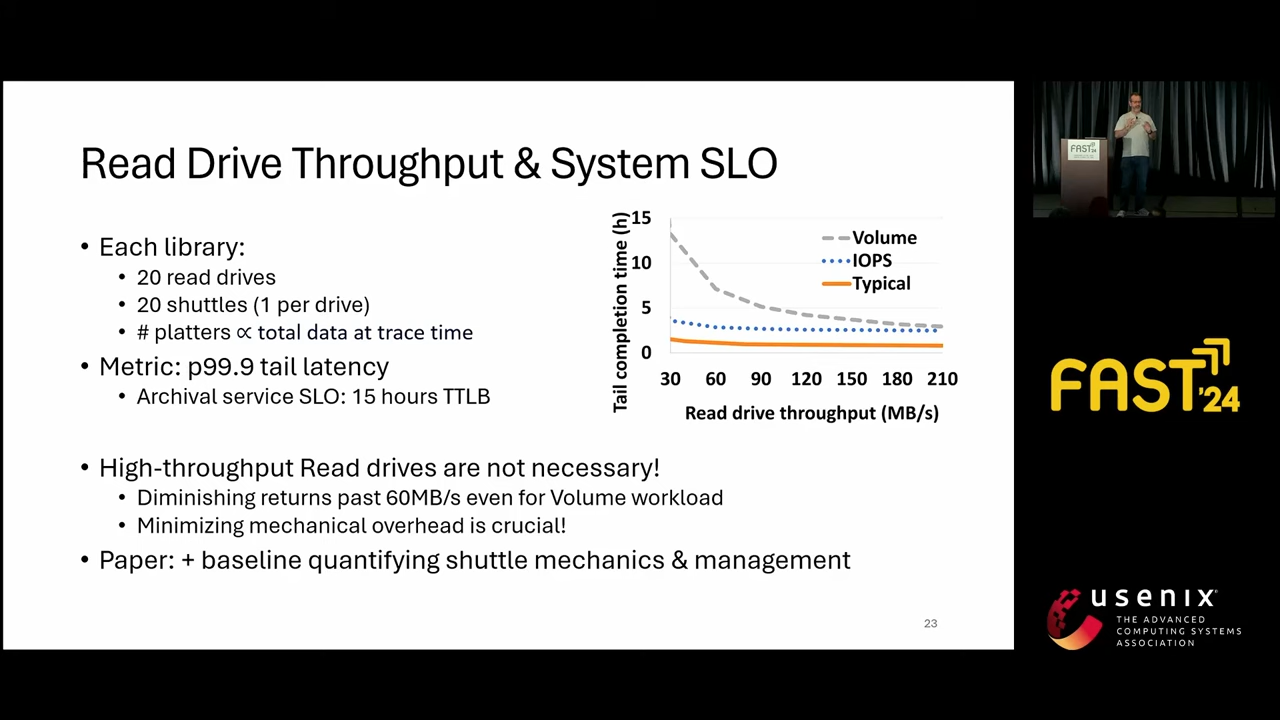 Read Drive Throughput & System SLO
• Each library:
• 20 read drives
• 20 shuttles (1 per drive)
• # platters ∝ total data at trace time
• Metric: p99.9 tail latency
• Archival service SLO: 15 hours TTLB
Tail completion time (h)
15
10
5
0
Volume
IOPS
Typical
30 60 90 120 150 180 210
Read drive throughput (MB/s)
• High-throughput Read drives are not necessary!
• Diminishing returns past 60MB/s even for Volume workload
• Minimizing mechanical overhead is crucial!
• Paper: + baseline quantifying shuttle mechanics & management
23
FAST'24
FAST '24
usenix
THE ADVANCED
COMPUTING SYSTEMS
ASSOCIATION